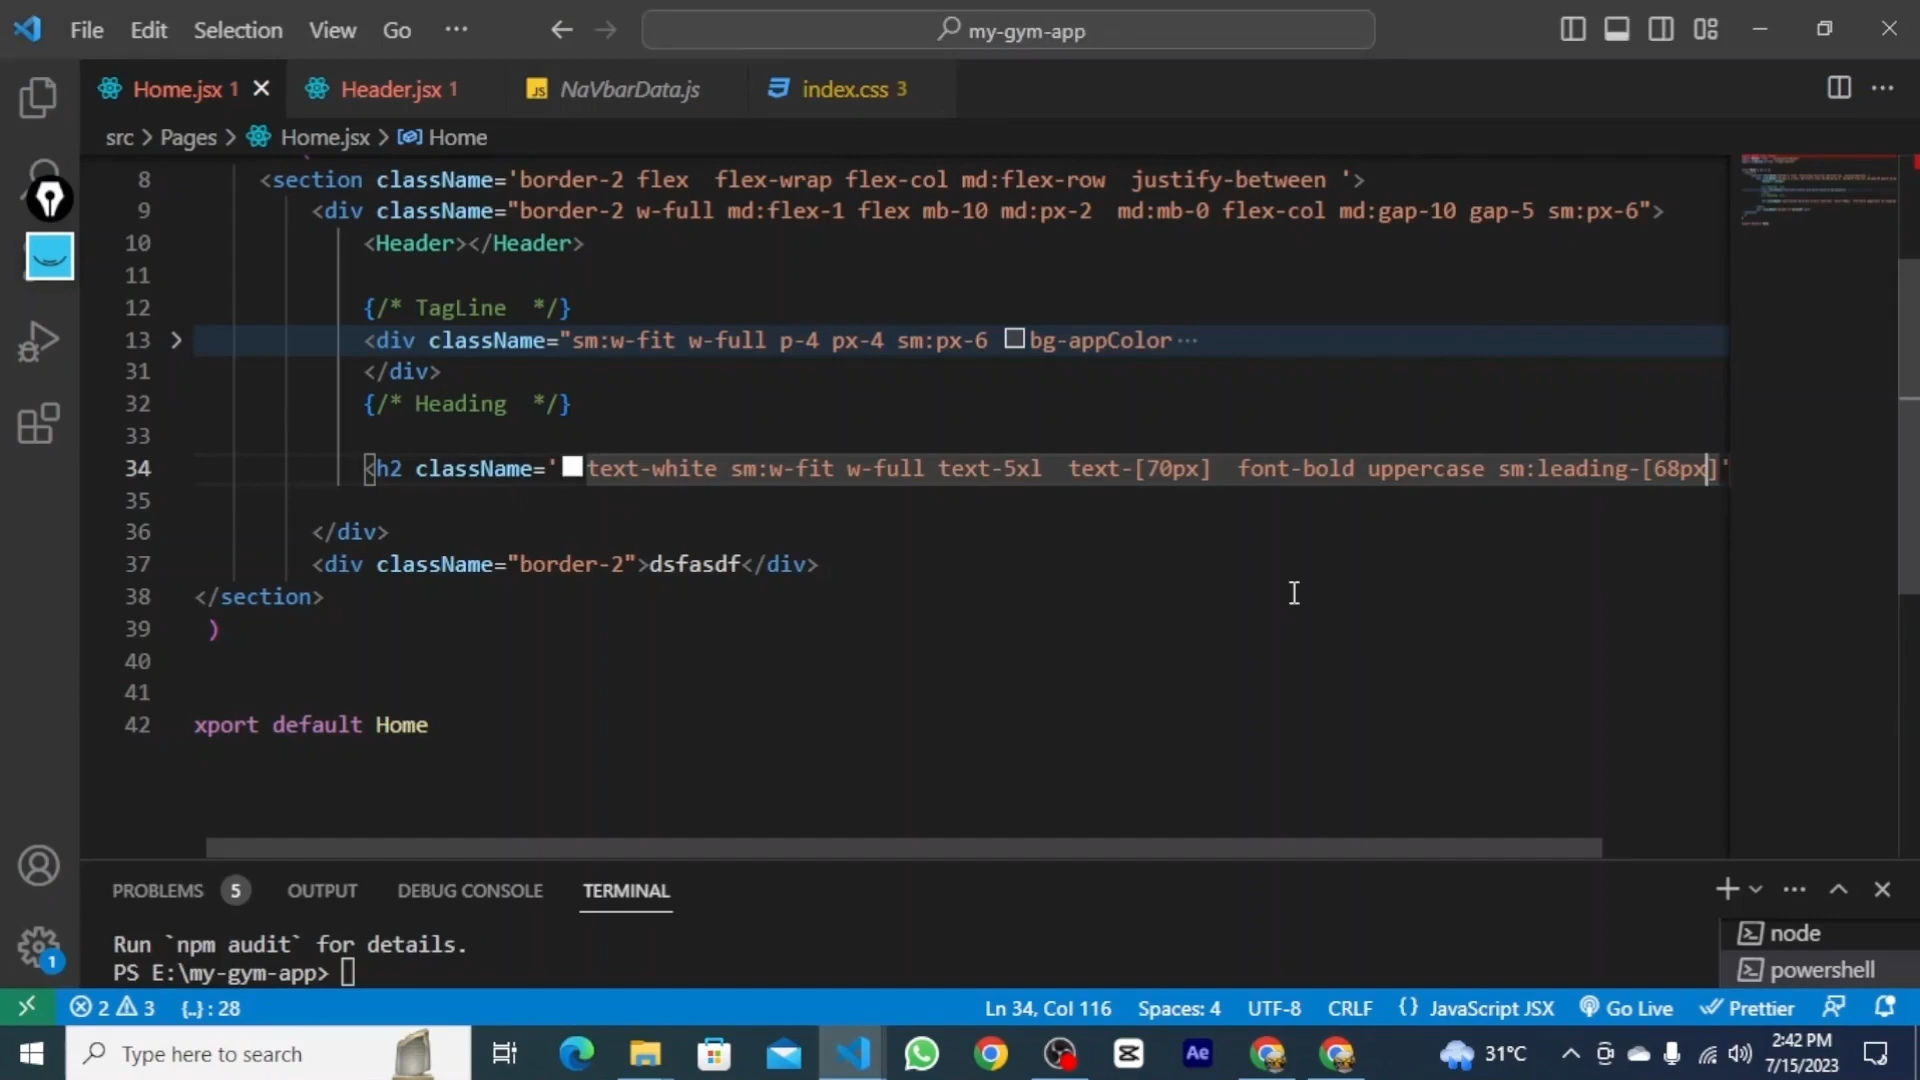 File Edit Selection View Go ··· my-gym-app
Home.jsx 1 Header.jsx 1 NaVbarData.js index.css 3
src > Pages > Home.jsx > Home
8 <section className='border-2 flex  flex-wrap flex-col md:flex-row  justify-between '>
9 <div className="border-2 w-full md:flex-1 flex mb-10 md:px-2  md:mb-0 flex-col md:gap-10 gap-5 sm:px-6">
10 <Header></Header>
11
12 {/* TagLine  */}
13 <div className="sm:w-fit w-full p-4 px-4 sm:px-6 bg-appColor···
31 </div>
32 {/* Heading  */}
33
34 <h2 className='text-white sm:w-fit w-full text-5xl  text-[70px]  font-bold uppercase sm:leading-[68px]'
35
36 </div>
37 <div className="border-2">dsfasdf</div>
38 </section>
39 )
40
41
42 xport default Home
PROBLEMS 5 OUTPUT DEBUG CONSOLE TERMINAL
Run `npm audit` for details.
PS E:\my-gym-app>
node
powershell
1
2 3 {..} : 28 Ln 34, Col 116 Spaces: 4 UTF-8 CRLF {} JavaScript JSX Go Live Prettier
Type here to search Ae 31°C 2:42 PM
7/15/2023